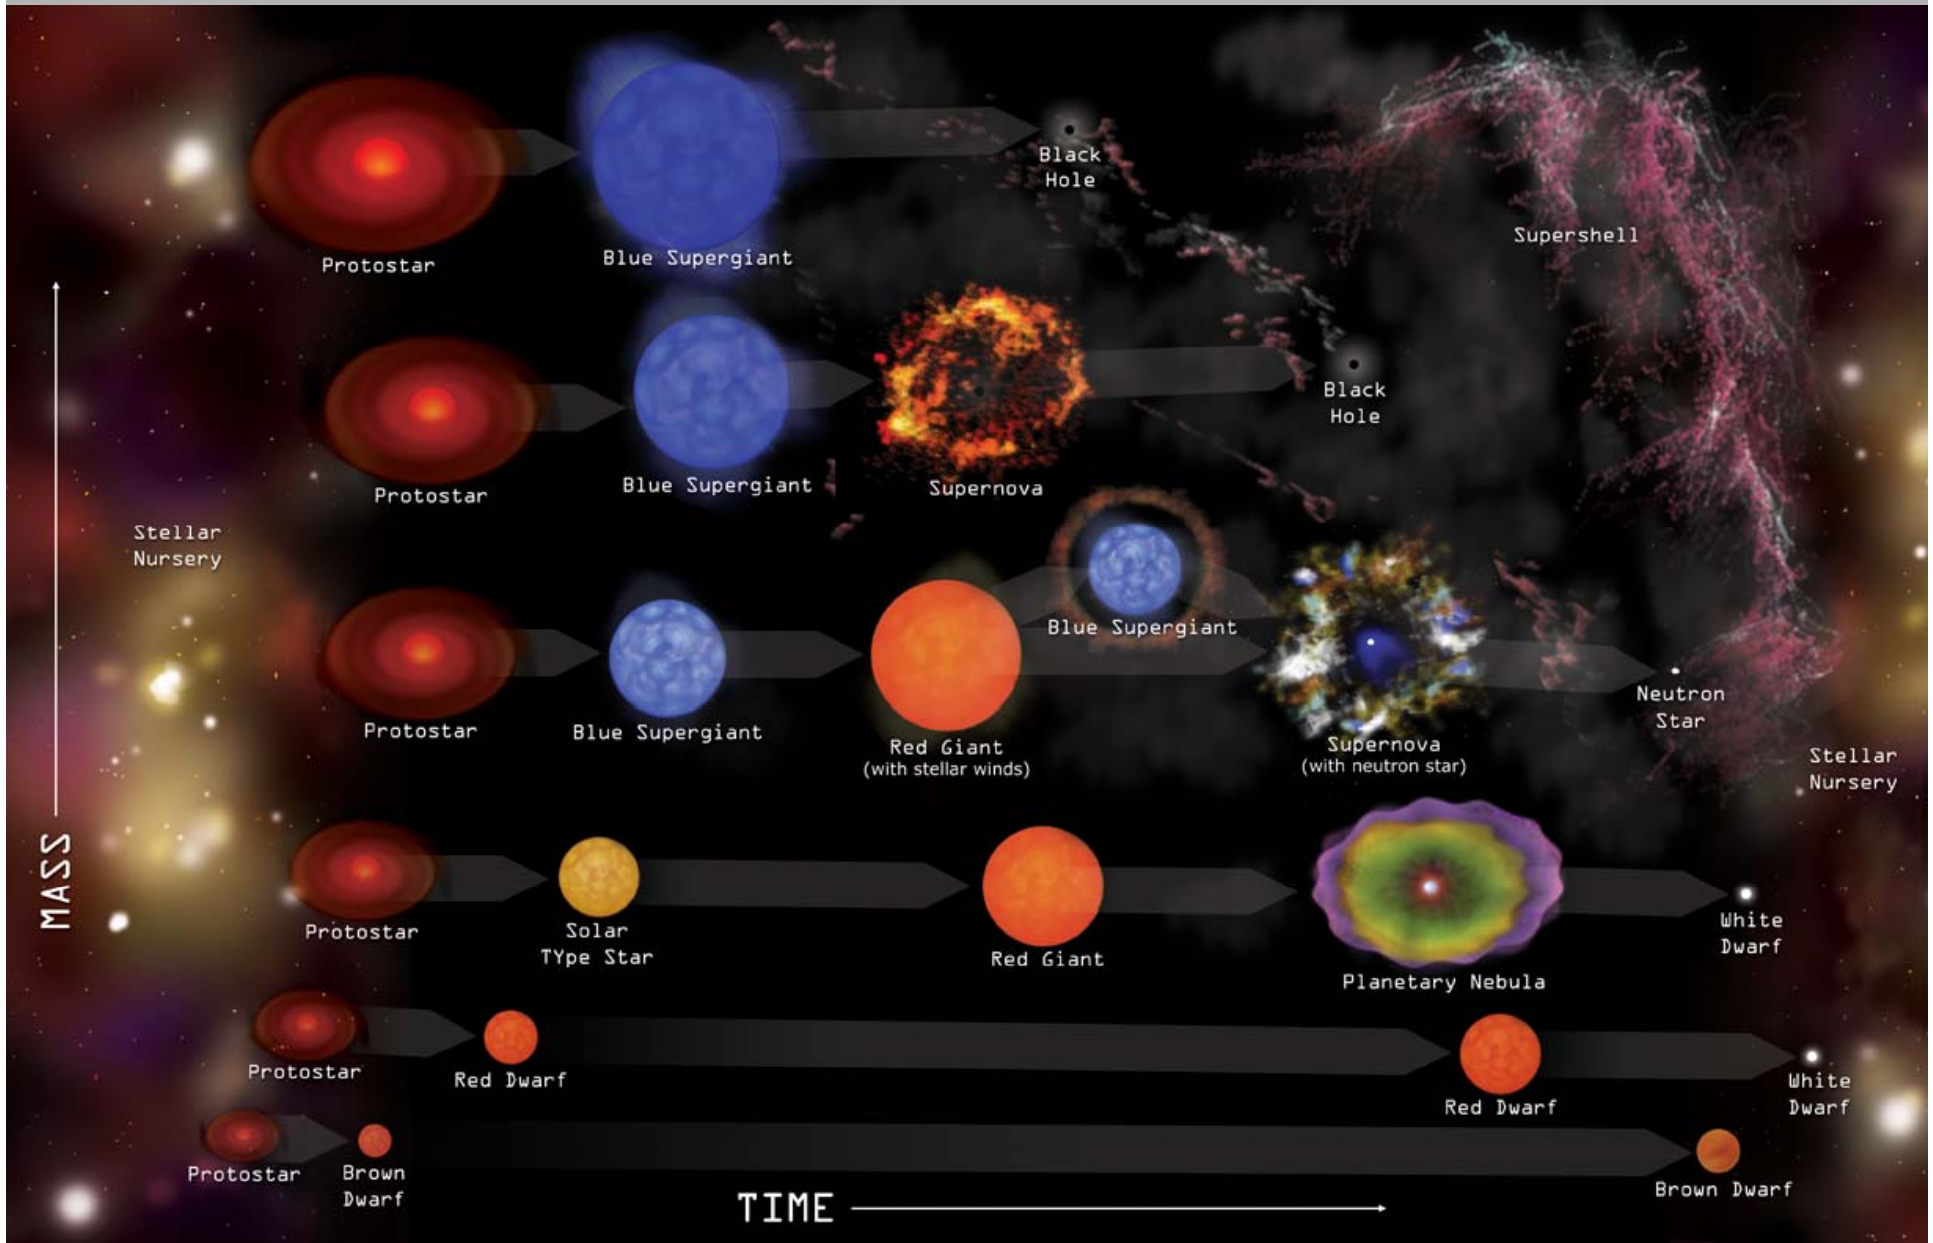 Black
Hole
Supershell
Protostar
Blue Supergiant
Black
Hole
Protostar
Blue Supergiant
Supernova
Stellar
Nursery
Blue Supergiant
Protostar
Blue Supergiant
Red Giant
(with stellar winds)
Supernova
(with neutron star)
Neutron
Star
Stellar
Nursery
MASS
Protostar
Solar
TYpe Star
Red Giant
Planetary Nebula
White
Dwarf
Protostar
Red Dwarf
Red Dwarf
White
Dwarf
Protostar
Brown
Dwarf
Brown Dwarf
TIME